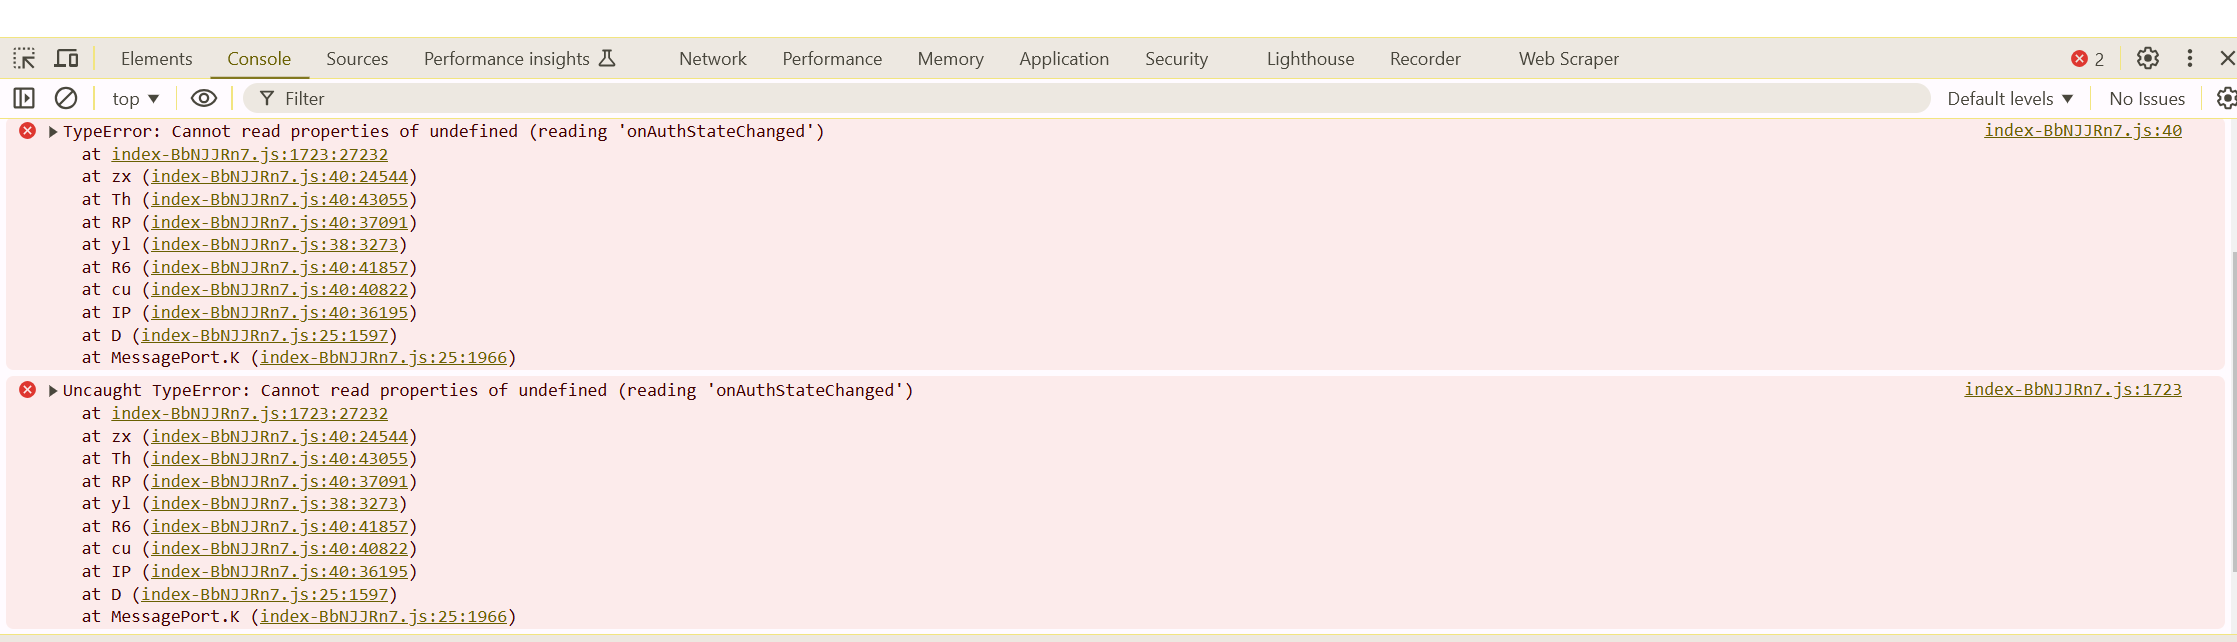 Elements Console Sources Performance insights Network Performance Memory Application Security Lighthouse Recorder Web Scraper 2
top Filter Default levels No Issues
TypeError: Cannot read properties of undefined (reading 'onAuthStateChanged') index-BbNJJRn7.js:40
at index-BbNJJRn7.js:1723:27232
at zx (index-BbNJJRn7.js:40:24544)
at Th (index-BbNJJRn7.js:40:43055)
at RP (index-BbNJJRn7.js:40:37091)
at yl (index-BbNJJRn7.js:38:3273)
at R6 (index-BbNJJRn7.js:40:41857)
at cu (index-BbNJJRn7.js:40:40822)
at IP (index-BbNJJRn7.js:40:36195)
at D (index-BbNJJRn7.js:25:1597)
at MessagePort.K (index-BbNJJRn7.js:25:1966)
Uncaught TypeError: Cannot read properties of undefined (reading 'onAuthStateChanged') index-BbNJJRn7.js:1723
at index-BbNJJRn7.js:1723:27232
at zx (index-BbNJJRn7.js:40:24544)
at Th (index-BbNJJRn7.js:40:43055)
at RP (index-BbNJJRn7.js:40:37091)
at yl (index-BbNJJRn7.js:38:3273)
at R6 (index-BbNJJRn7.js:40:41857)
at cu (index-BbNJJRn7.js:40:40822)
at IP (index-BbNJJRn7.js:40:36195)
at D (index-BbNJJRn7.js:25:1597)
at MessagePort.K (index-BbNJJRn7.js:25:1966)